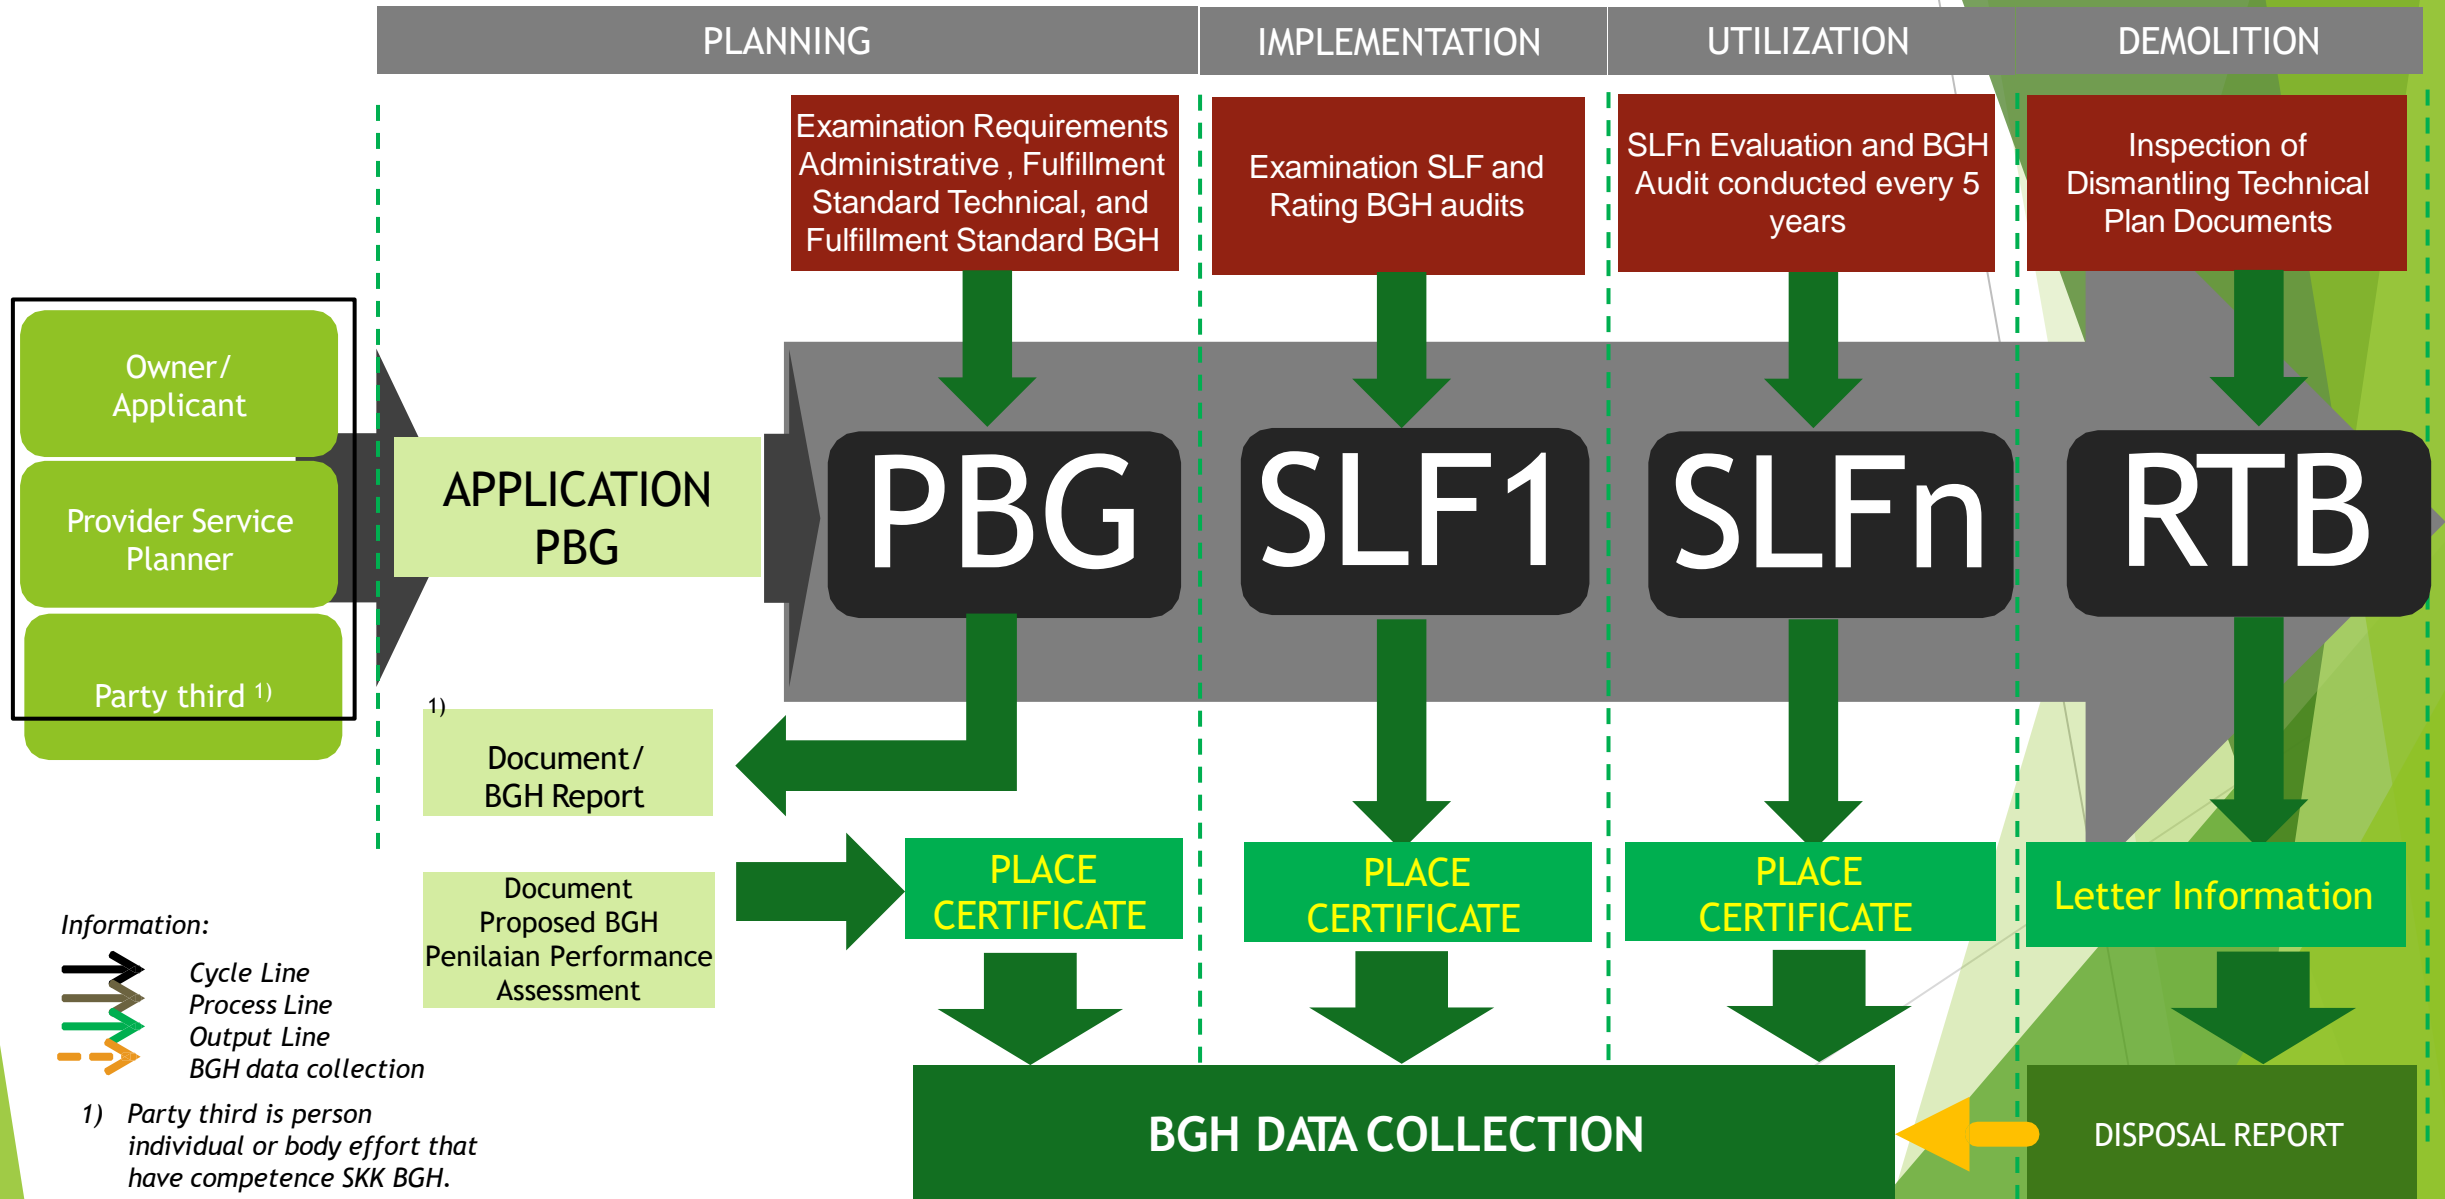 PLANNING
IMPLEMENTATION
UTILIZATION
DEMOLITION
Examination Requirements
Administrative , Fulfillment
Standard Technical, and
Fulfillment Standard BGH
Examination SLF and
Rating BGH audits
SLFn Evaluation and BGH
Audit conducted every 5
years
Inspection of
Dismantling Technical
Plan Documents
Owner/
Applicant
Provider Service
Planner
Party third 1)
APPLICATION
PBG
PBG
SLF1
SLFn
RTB
1)
Document/
BGH Report
Document
Proposed BGH
Penilaian Performance
Assessment
PLACE
CERTIFICATE
PLACE
CERTIFICATE
PLACE
CERTIFICATE
Letter Information
Information:
Cycle Line
Process Line
Output Line
BGH data collection
1) Party third is person
individual or body effort that
have competence SKK BGH.
BGH DATA COLLECTION
DISPOSAL REPORT